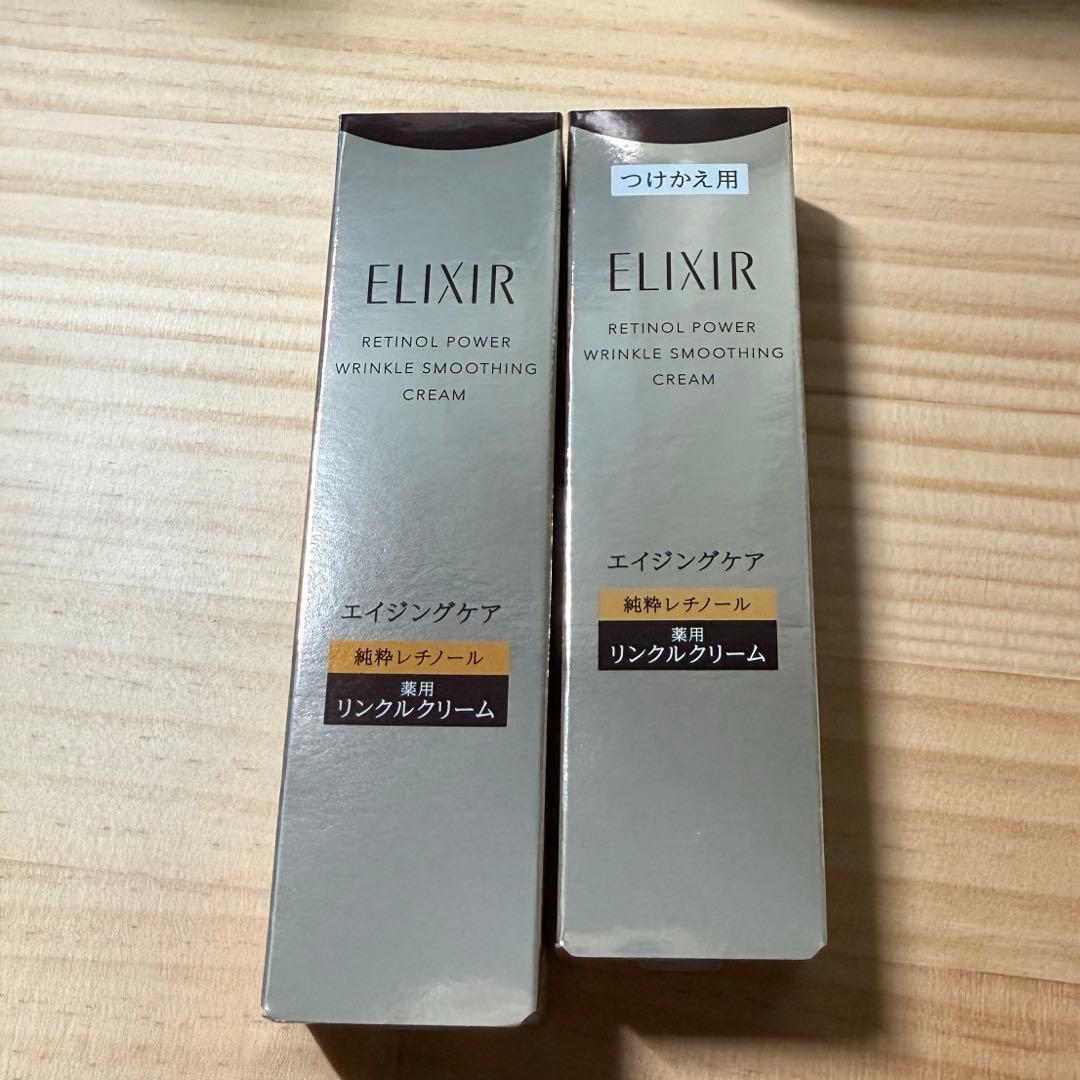 ELIXIR
RETINOL POWER
WRINKLE SMOOTHING
CREAM
エイジングケア
純粋レチノール
薬用
リンクルクリーム
つけかえ用
ELIXIR
RETINOL POWER
WRINKLE SMOOTHING
CREAM
エイジングケア
純粋レチノール
薬用
リンクルクリーム